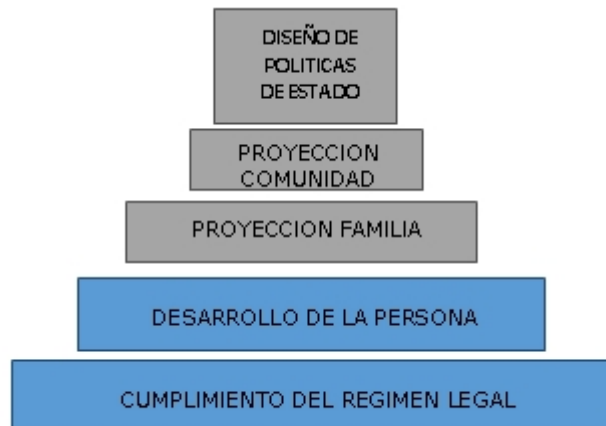 DISEÑO DE
POLITICAS
DE ESTADO
PROYECCION
COMUNIDAD
PROYECCION FAMILIA
DESARROLLO DE LA PERSONA
CUMPLIMIENTO DEL REGIMEN LEGAL